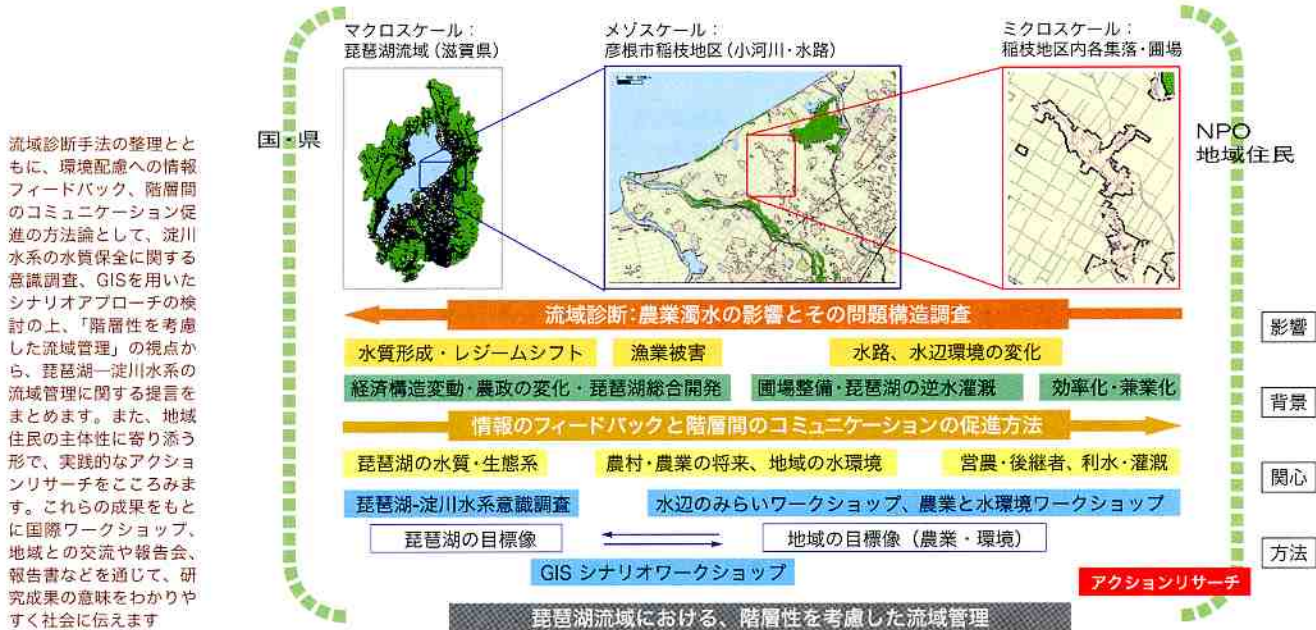 マクロスケール：
琵琶湖流域（滋賀県）
メゾスケール：
彦根市稲枝地区（小河川・水路）
ミクロスケール：
稲枝地区内各集落・圃場
国・県
NPO
地域住民
流域診断手法の整理とと
もに、環境配慮への情報
フィードバック、階層間
のコミュニケーション促
進の方法論として、淀川
水系の水質保全に関する
意識調査、GISを用いた
シナリオアプローチの検
討の上、「階層性を考慮
した流域管理」の視点か
ら、琵琶湖―淀川水系の
流域管理に関する提言を
まとめます。また、地域
住民の主体性に寄り添う
形で、実践的なアクショ
ンリサーチをこころみま
す。これらの成果をもと
に国際ワークショップ、
地域との交流や報告会、
報告書などを通じて、研
究成果の意味をわかりや
すく社会に伝えます
流域診断：農業濁水の影響とその問題構造調査
影響
水質形成・レジームシフト 漁業被害 水路、水辺環境の変化
経済構造変動・農政の変化・琵琶湖総合開発 圃場整備・琵琶湖の逆水灌漑 効率化・兼業化
背景
情報のフィードバックと階層間のコミュニケーションの促進方法
琵琶湖の水質・生態系 農村・農業の将来、地域の水環境 営農・後継者、利水・灌漑
関心
琵琶湖-淀川水系意識調査 水辺のみらいワークショップ、農業と水環境ワークショップ
琵琶湖の目標像 地域の目標像（農業・環境）
方法
GIS シナリオワークショップ
アクションリサーチ
琵琶湖流域における、階層性を考慮した流域管理